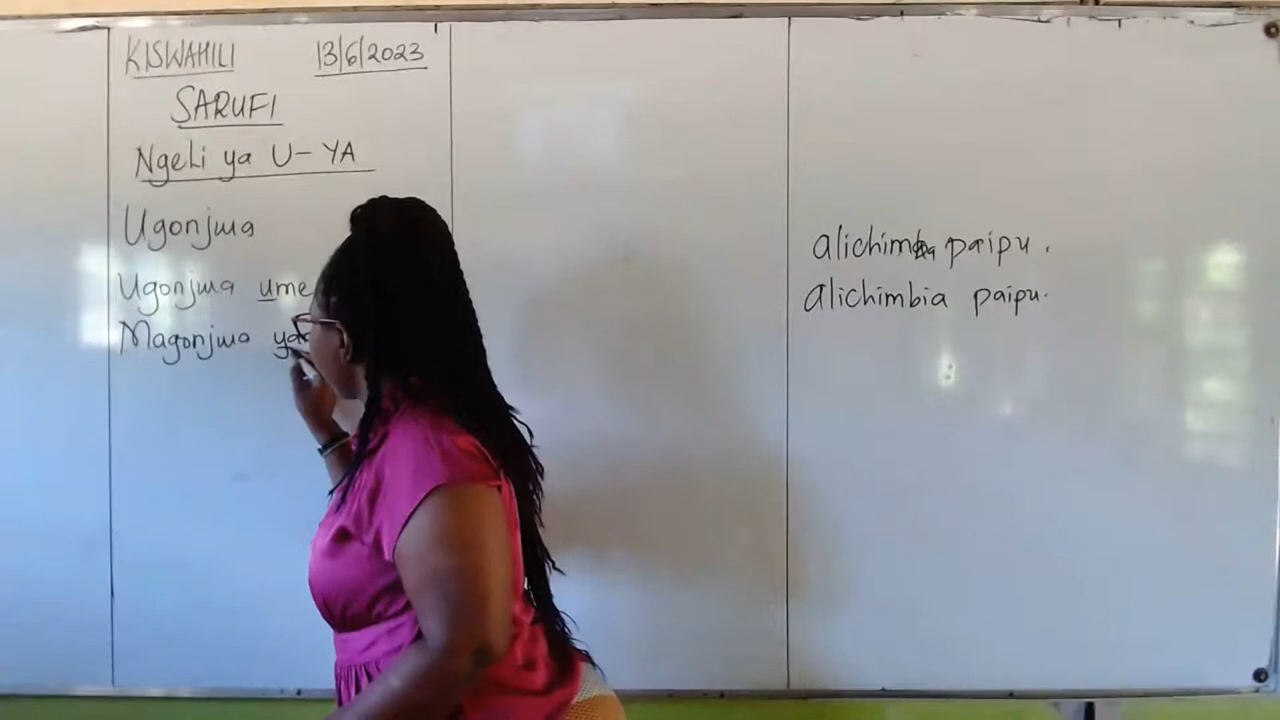 KISWAHILI 13/6/2023
SARUFI
Ngeli ya U-YA
Ugonjwa
Ugonjwa ume
Magonjwa ya
alichimba paipu.
alichimbia paipu.